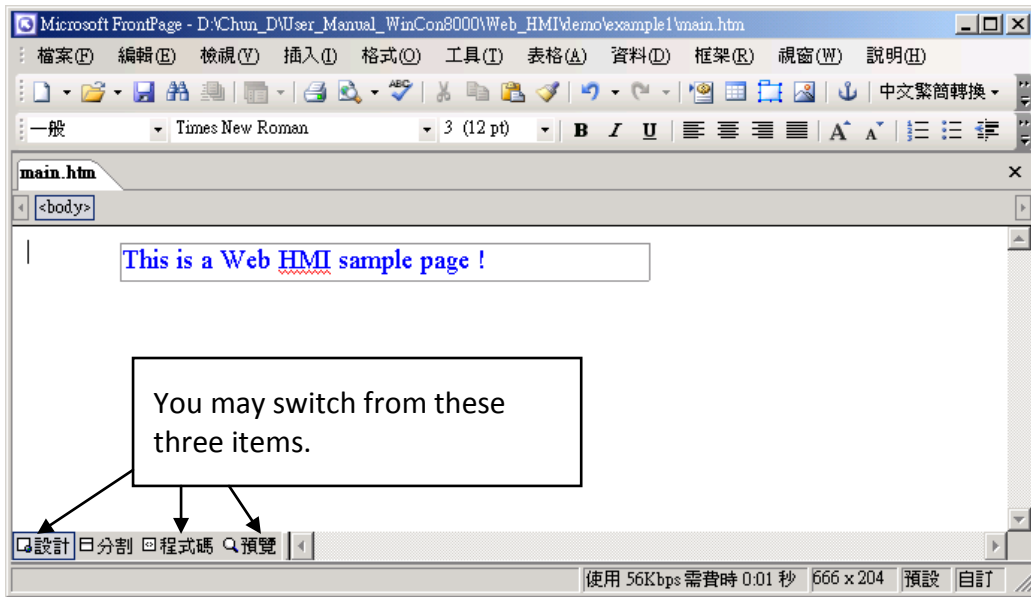 Microsoft FrontPage - D:\Chun_D\User_Manual_WinCon8000\Web_HMI\demo\example1\main.htm
檔案(F) 編輯(E) 檢視(V) 插入(I) 格式(O) 工具(T) 表格(A) 資料(D) 框架(R) 視窗(W) 說明(H)
中文繁簡轉換
一般 Times New Roman 3 (12 pt) B I U A A
main.htm
<body>
This is a Web HMI sample page !
You may switch from these
three items.
設計 分割 程式碼 預覽
使用 56Kbps 需費時 0:01 秒 666 x 204 預設 自訂